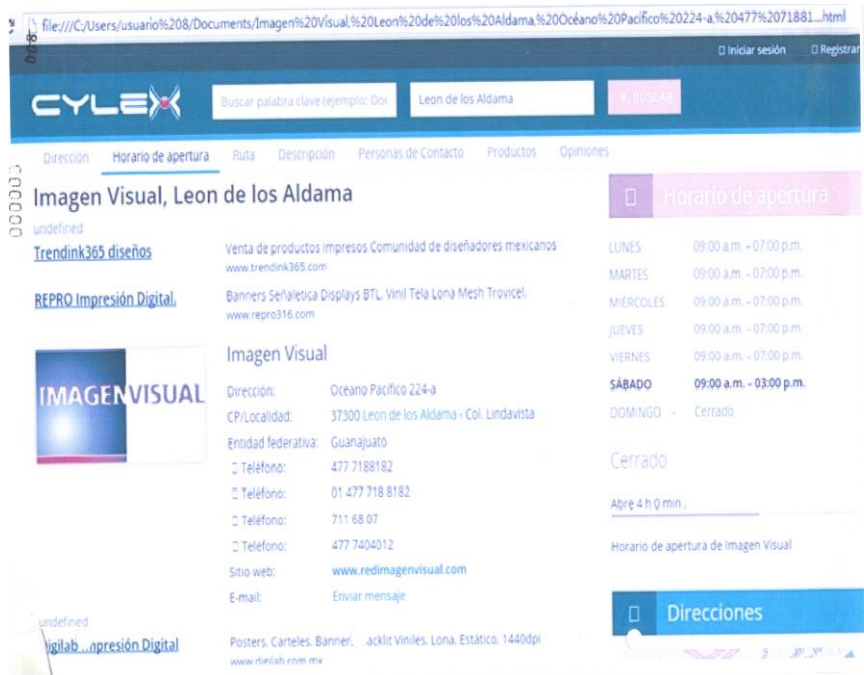 file:///C:/Users/usuario%208/Documents/Imagen%20Visual,%20Leon%20de%20los%20Aldama,%20Océano%20Pacifico%20224-a,%20477%2071881...html
Iniciar sesión Registrar
CYLEX Buscar palabra clave (ejemplo: Doc Leon de los Aldama BUSCAR
Dirección Horario de apertura Ruta Descripción Personas de Contacto Productos Opiniones
Imagen Visual, Leon de los Aldama
undefined
Trendink365 diseños Venta de productos impresos Comunidad de diseñadores mexicanos
www.trendink365.com
REPRO Impresión Digital. Banners Señaletica Displays BTL. Vinil Tela Lona Mesh Trovicel.
www.repro316.com
IMAGENVISUAL
Imagen Visual
Dirección: Océano Pacifico 224-a
CP/Localidad: 37300 Leon de los Aldama - Col. Lindavista
Entidad federativa: Guanajuato
Teléfono: 477 7188182
Teléfono: 01 477 718 8182
Teléfono: 711 68 07
Teléfono: 477 7404012
Sitio web: www.redimagenvisual.com
E-mail: Enviar mensaje
undefined
Digilab ...mpresión Digital Posters, Carteles, Banner, acklit Viniles, Lona, Estático, 1440dpi
www.digilab.com.mx
Horario de apertura
LUNES 09:00 a.m. - 07:00 p.m.
MARTES 09:00 a.m. - 07:00 p.m.
MIÉRCOLES 09:00 a.m. - 07:00 p.m.
JUEVES 09:00 a.m. - 07:00 p.m.
VIERNES 09:00 a.m. - 07:00 p.m.
SÁBADO 09:00 a.m. - 03:00 p.m.
DOMINGO - Cerrado
Cerrado
Abre 4 h 0 min.
Horario de apertura de Imagen Visual
Direcciones